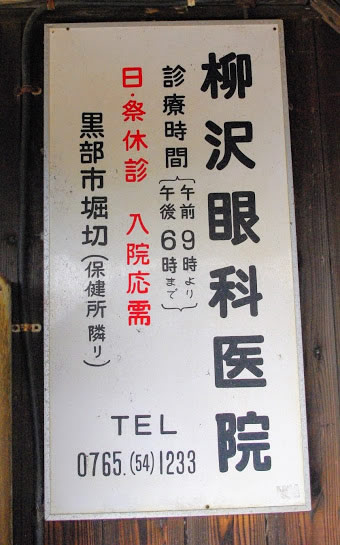 柳沢眼科医院
診療時間{午前9時より 午後6時まで}
日・祭休診 入院応需
黒部市堀切(保健所隣り)
TEL
0765.(54)1233